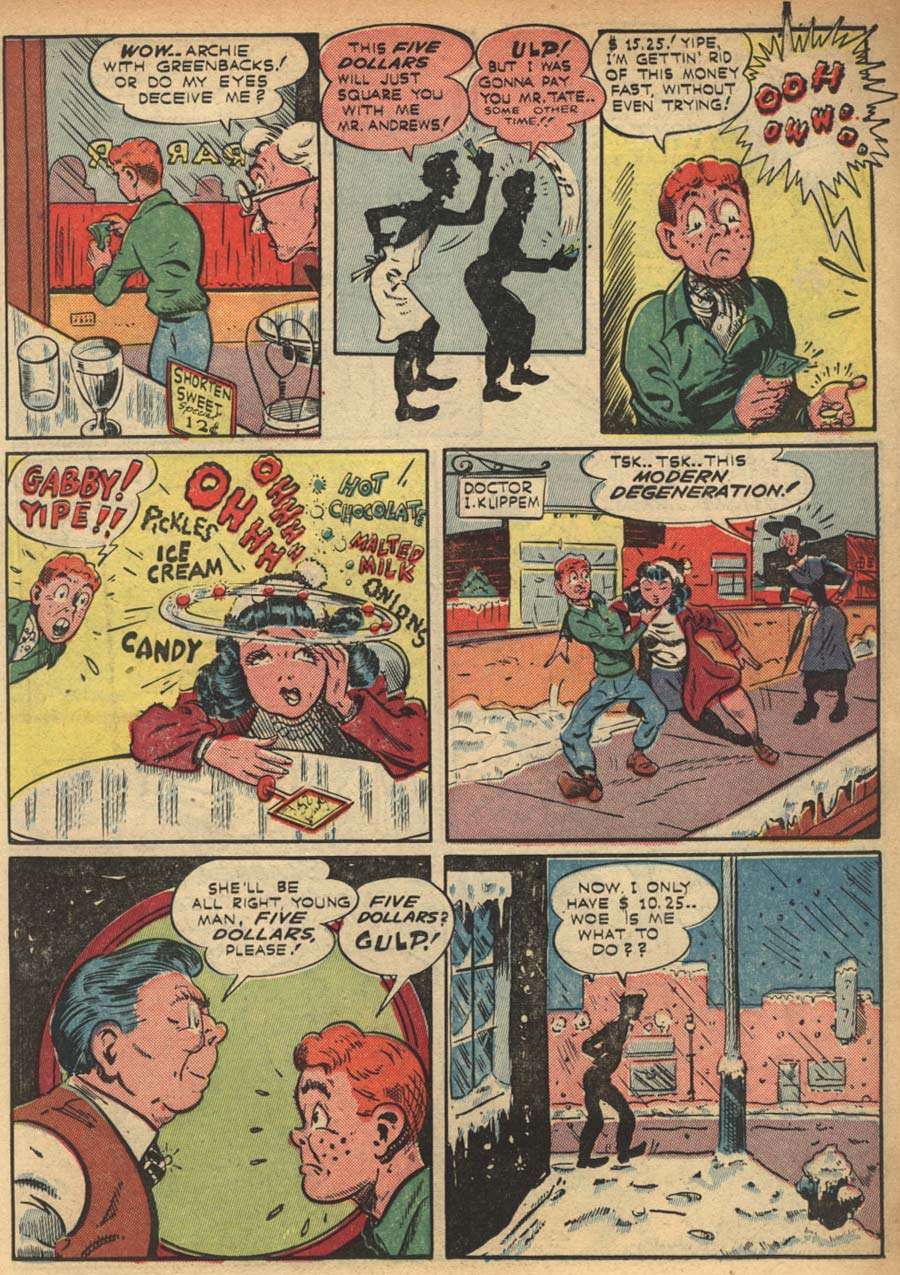 WOW.. ARCHIE
WITH GREENBACKS!
OR DO MY EYES
DECEIVE ME?
R A B
SHORTEN
SWEET
special
12¢
THIS FIVE
DOLLARS
WILL JUST
SQUARE YOU
WITH ME
MR. ANDREWS!
ULP!
BUT I WAS
GONNA PAY
YOU MR. TATE..
SOME OTHER
TIME!!
ZIP
$ 15.25! YIPE,
I'M GETTIN' RID
OF THIS MONEY
FAST, WITHOUT
EVEN TRYING!
OOH
OWWO.
GABBY!
YIPE!!
PICKLES
ICE
CREAM
CANDY
OHHH
OHHHHH
HOT
CHOCOLATE
MALTED
MILK
ONIONS
DOCTOR
I. KLIPPEM
TSK.. TSK.. THIS
MODERN
DEGENERATION!
SHE'LL BE
ALL RIGHT, YOUNG
MAN, FIVE
DOLLARS,
PLEASE!
FIVE
DOLLARS?
GULP!
NOW, I ONLY
HAVE $ 10.25..
WOE IS ME
WHAT TO
DO??